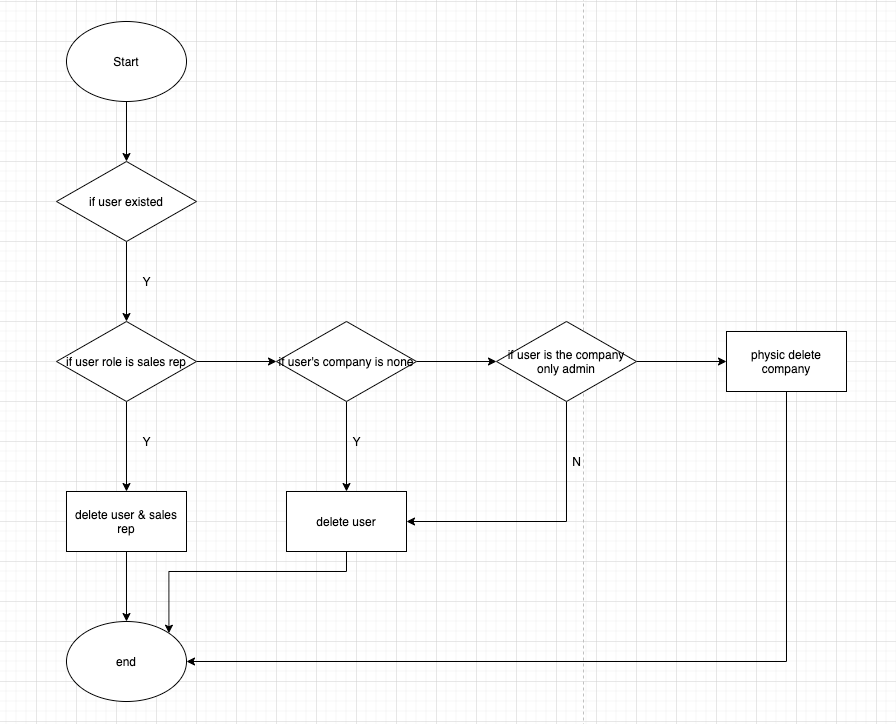 Start
if user existed
Y
if user role is sales rep
if user's company is none
if user is the company
only admin
physic delete
company
Y
Y
N
delete user & sales
rep
delete user
end